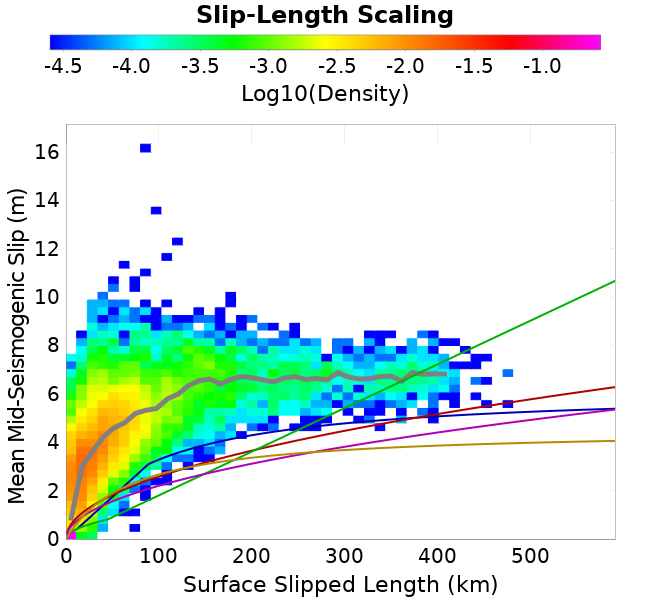 Slip-Length Scaling
-4.5 -4.0 -3.5 -3.0 -2.5 -2.0 -1.5 -1.0
Log10(Density)
16
14
12
10
8
6
4
2
0
Mean Mid-Seismogenic Slip (m)
0 100 200 300 400 500
Surface Slipped Length (km)